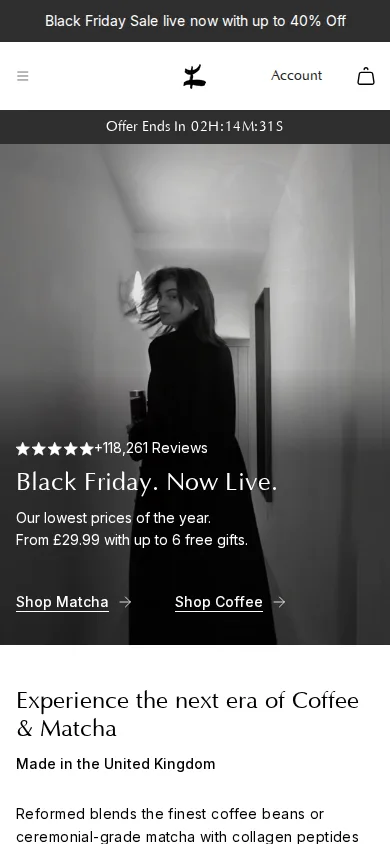 Black Friday Sale live now with up to 40% Off
Account
Offer Ends In 02H:14M:31S
+118,261 Reviews
Black Friday. Now Live.
Our lowest prices of the year.
From £29.99 with up to 6 free gifts.
Shop Matcha
Shop Coffee
Experience the next era of Coffee
& Matcha
Made in the United Kingdom
Reformed blends the finest coffee beans or
ceremonial-grade matcha with collagen peptides